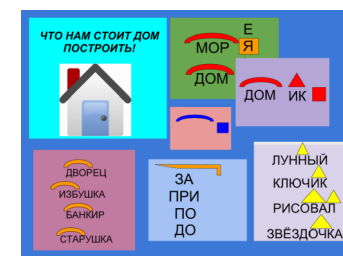 ЧТО НАМ СТОИТ ДОМ
ПОСТРОИТЬ!
Е
МОР Я
ДОМ
ДОМ ИК
ДВОРЕЦ
ИЗБУШКА
БАНКИР
СТАРУШКА
ЗА
ПРИ
ПО
ДО
ЛУННЫЙ
КЛЮЧИК
РИСОВАЛ
ЗВЁЗДОЧКА